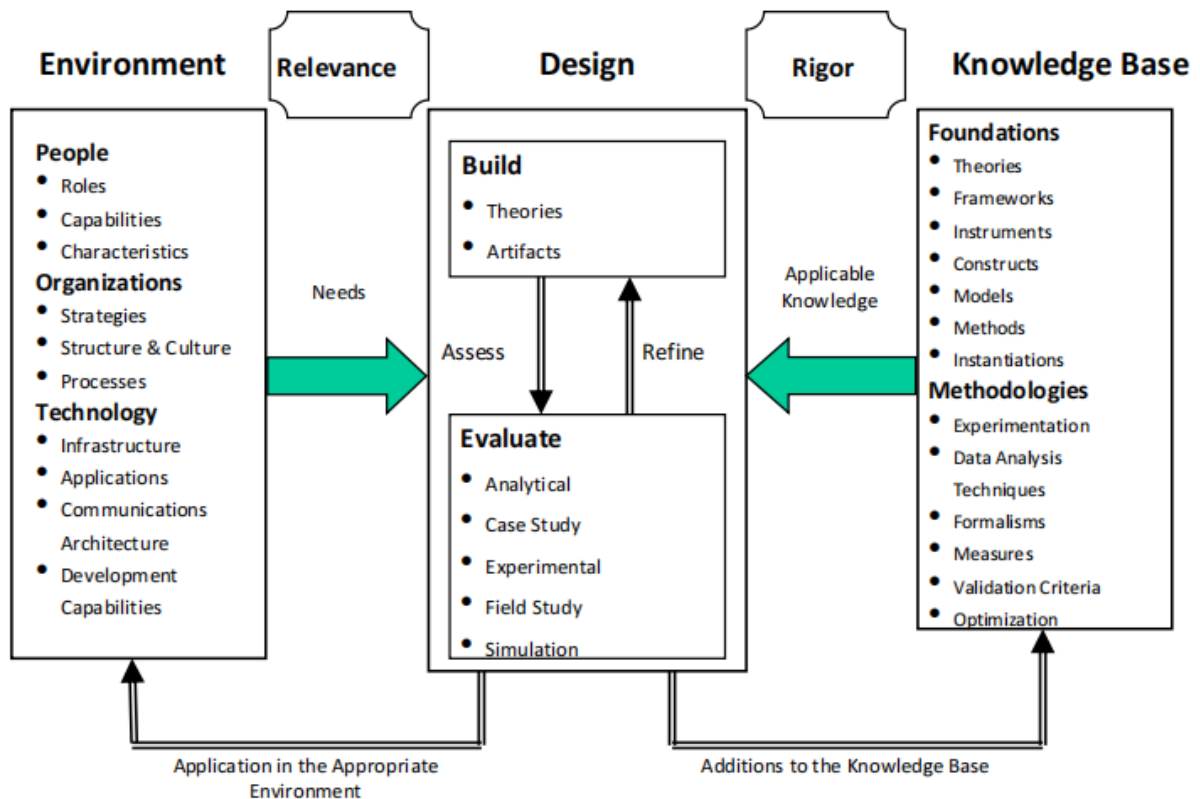 Environment
Relevance
Design
Rigor
Knowledge Base
People
• Roles
• Capabilities
• Characteristics
Organizations
• Strategies
• Structure & Culture
• Processes
Technology
• Infrastructure
• Applications
• Communications
Architecture
• Development
Capabilities
Needs
Build
• Theories
• Artifacts
Assess
Refine
Evaluate
• Analytical
• Case Study
• Experimental
• Field Study
• Simulation
Applicable
Knowledge
Foundations
• Theories
• Frameworks
• Instruments
• Constructs
• Models
• Methods
• Instantiations
Methodologies
• Experimentation
• Data Analysis
Techniques
• Formalisms
• Measures
• Validation Criteria
• Optimization
Application in the Appropriate
Environment
Additions to the Knowledge Base